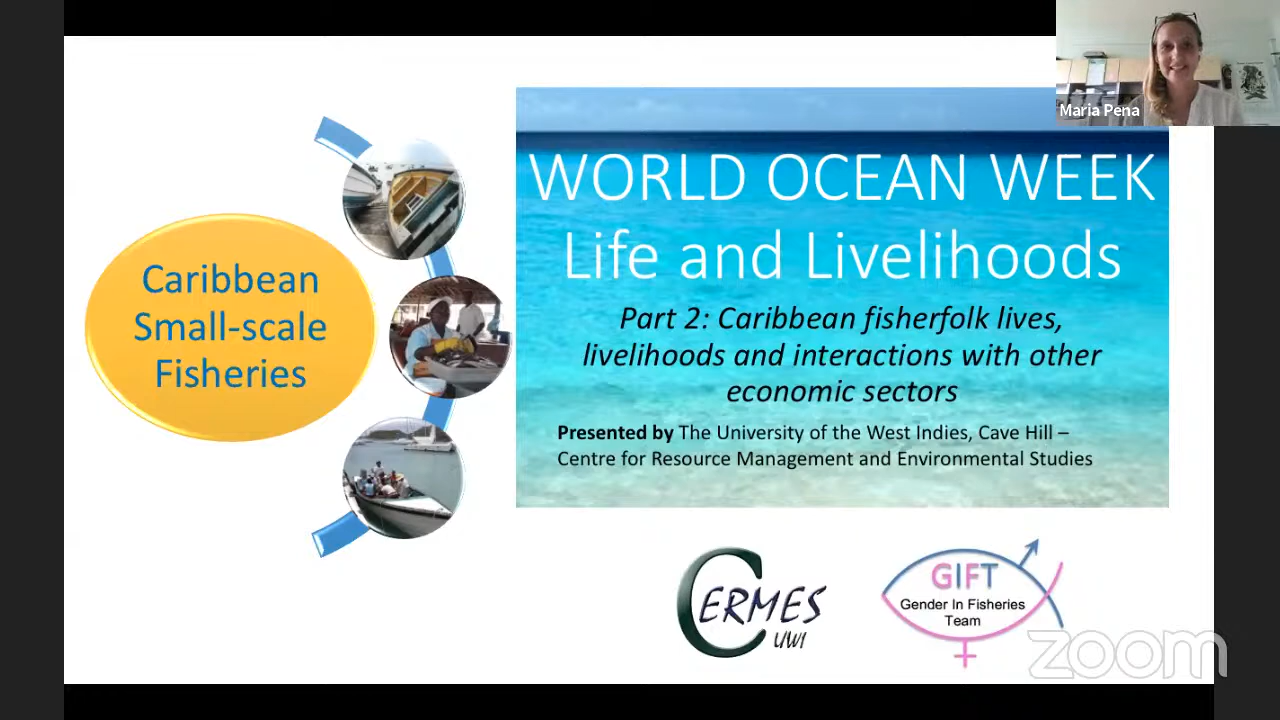 Maria Pena
Caribbean
Small-scale
Fisheries
WORLD OCEAN WEEK
Life and Livelihoods
Part 2: Caribbean fisherfolk lives,
livelihoods and interactions with other
economic sectors
Presented by The University of the West Indies, Cave Hill –
Centre for Resource Management and Environmental Studies
CERMES
UWI
GIFT
Gender In Fisheries
Team
zoom